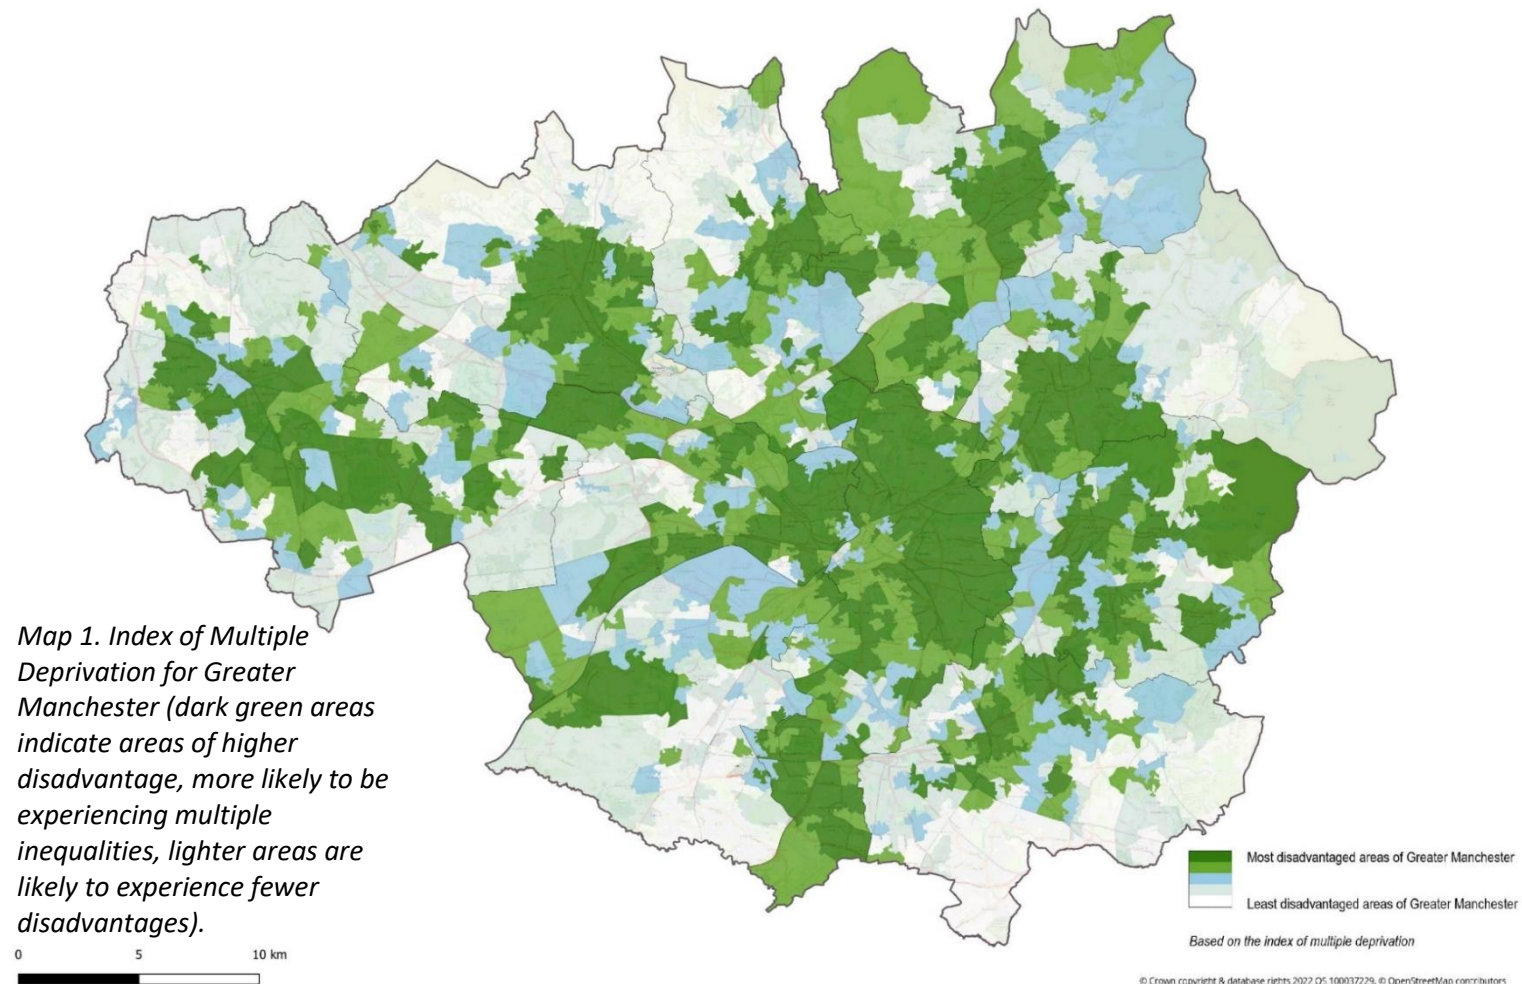 Map 1. Index of Multiple
Deprivation for Greater
Manchester (dark green areas
indicate areas of higher
disadvantage, more likely to be
experiencing multiple
inequalities, lighter areas are
likely to experience fewer
disadvantages).
0 5 10 km
Most disadvantaged areas of Greater Manchester
Least disadvantaged areas of Greater Manchester
Based on the index of multiple deprivation
© Crown copyright & database rights 2022 OS 100037229, © OpenStreetMap contributors